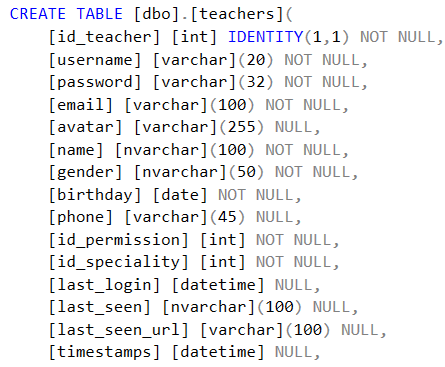 CREATE TABLE [dbo].[teachers](
[id_teacher] [int] IDENTITY(1,1) NOT NULL,
[username] [varchar](20) NOT NULL,
[password] [varchar](32) NOT NULL,
[email] [varchar](100) NOT NULL,
[avatar] [varchar](255) NULL,
[name] [nvarchar](100) NOT NULL,
[gender] [nvarchar](50) NOT NULL,
[birthday] [date] NOT NULL,
[phone] [varchar](45) NULL,
[id_permission] [int] NOT NULL,
[id_speciality] [int] NOT NULL,
[last_login] [datetime] NULL,
[last_seen] [nvarchar](100) NULL,
[last_seen_url] [varchar](100) NULL,
[timestamps] [datetime] NULL,